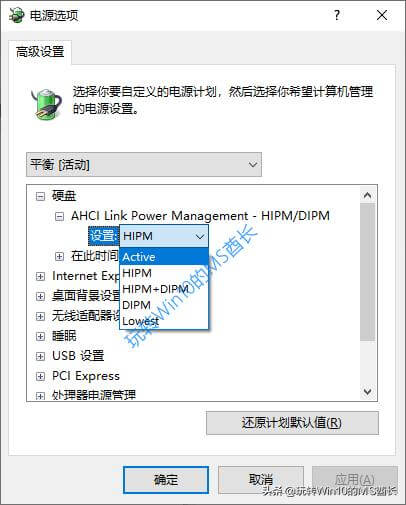 电源选项
高级设置
选择你要自定义的电源计划，然后选择你希望计算机管理
的电源设置。
平衡 [活动]
硬盘
AHCI Link Power Management - HIPM/DIPM
设置: HIPM
Active
在此时间
HIPM
Internet Exp
HIPM+DIPM
桌面背景设置
DIPM
无线适配器设
Lowest
睡眠
USB 设置
PCI Express
处理器电源管理
还原计划默认值(R)
确定
取消
应用(A)
玩转Win10的MS酋长
头条 @玩转Win10的MS酋长